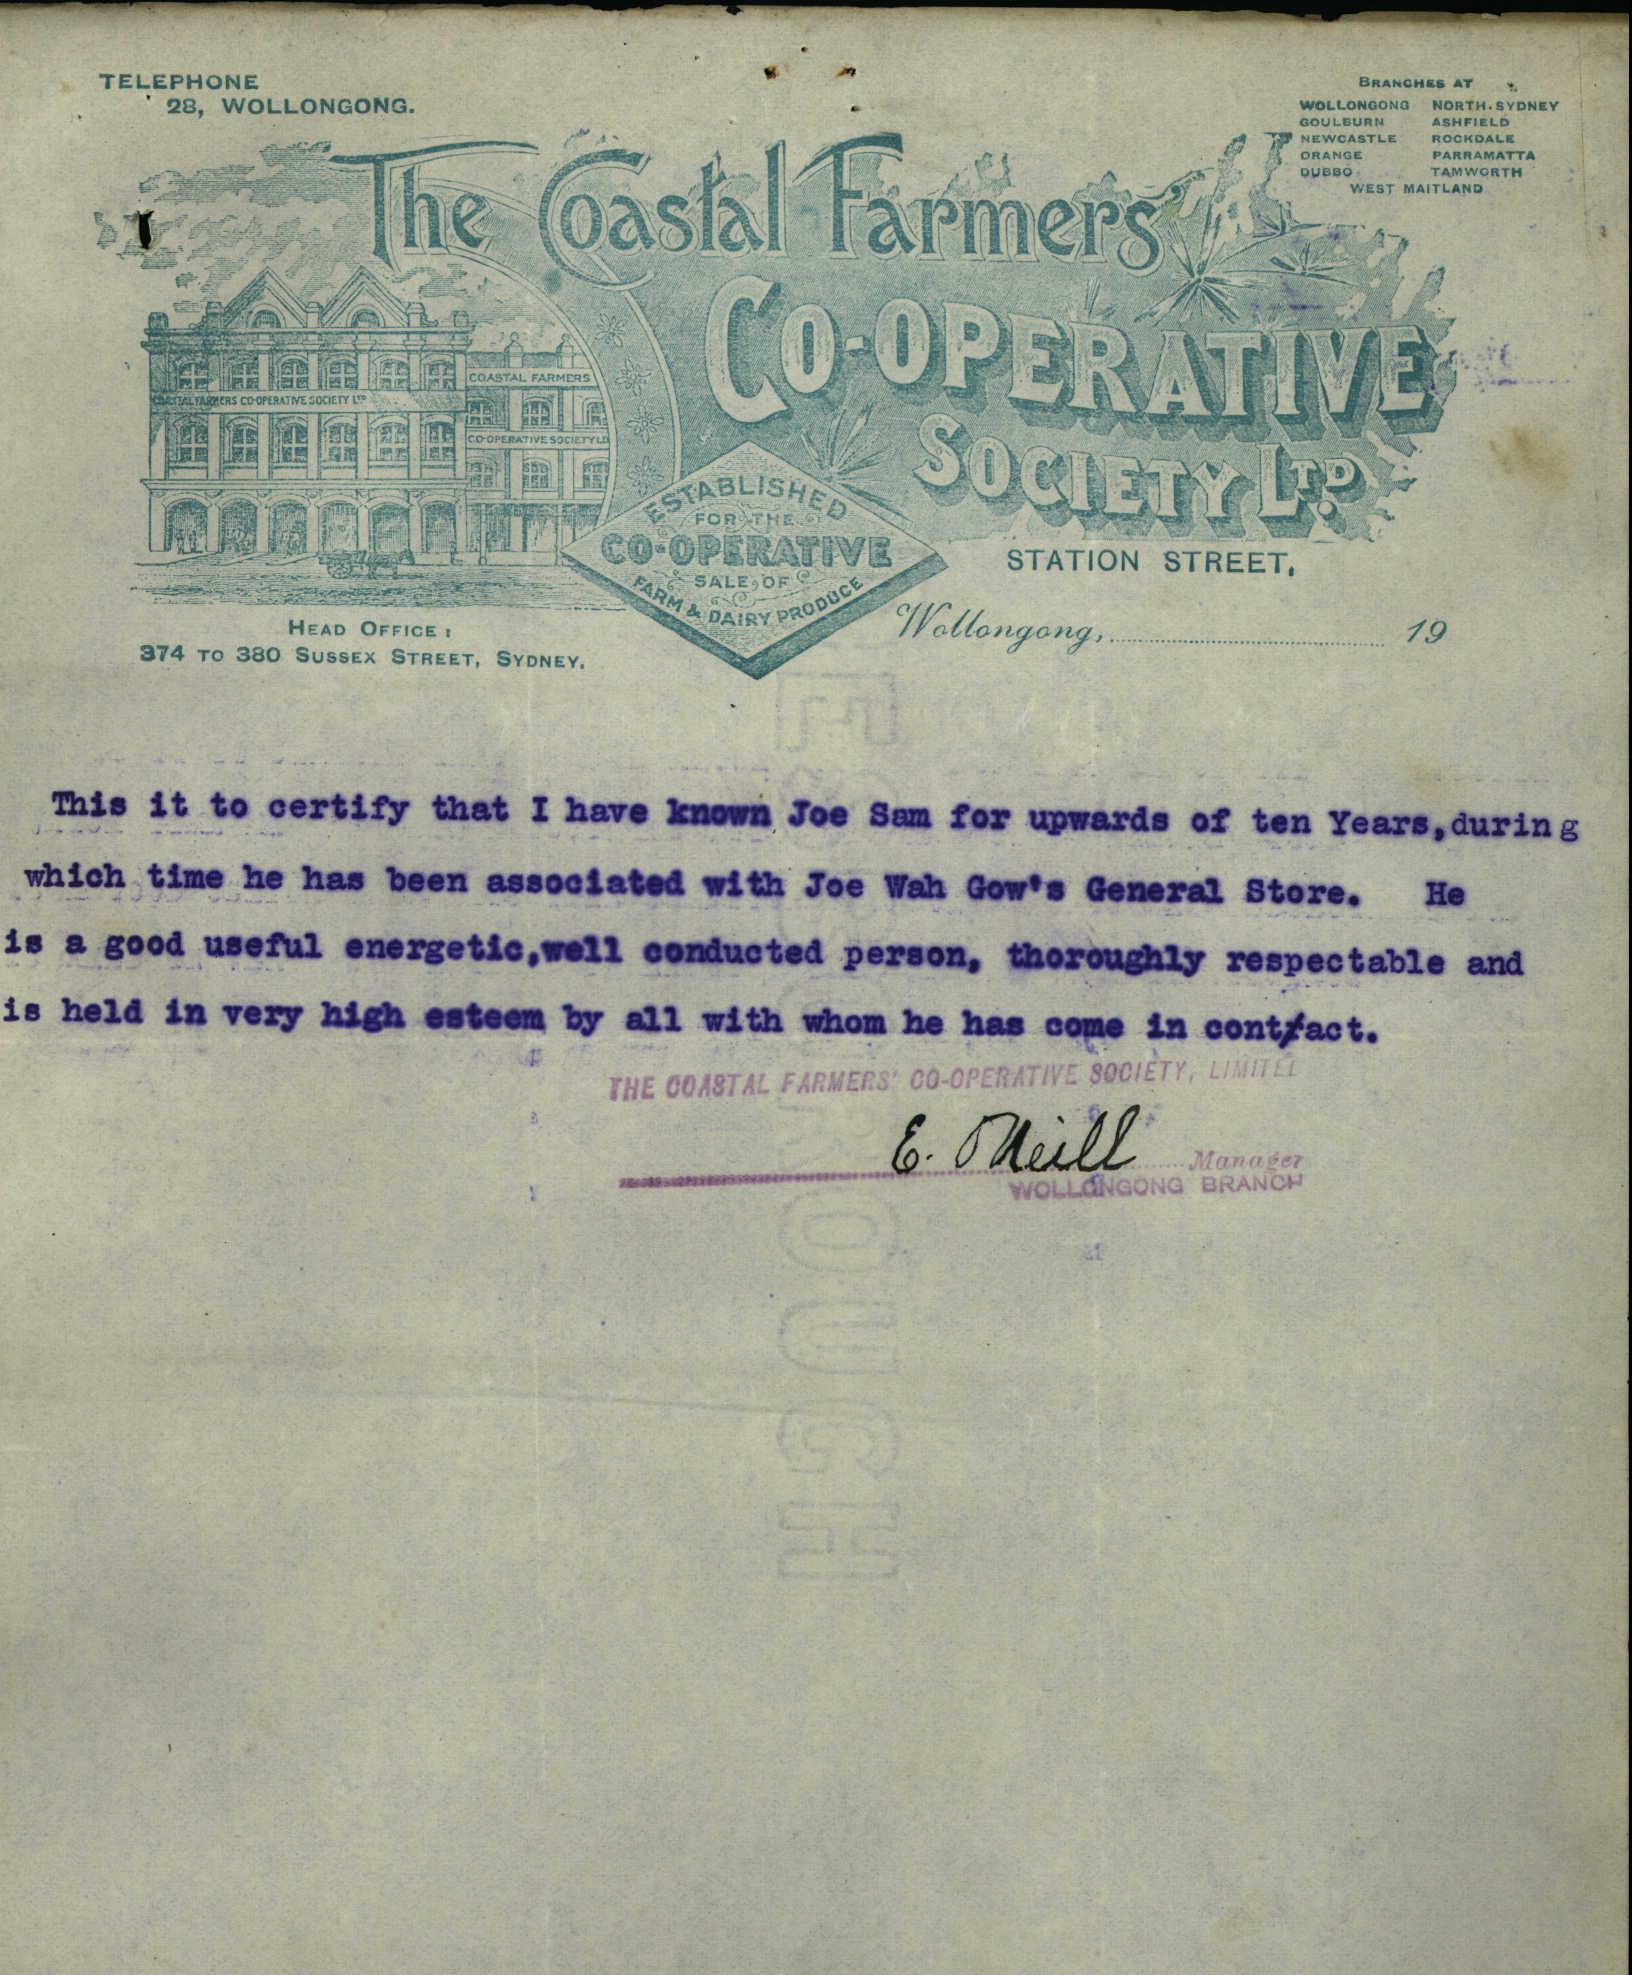 TELEPHONE
28, WOLLONGONG.
BRANCHES AT
WOLLONGONG NORTH SYDNEY
GOULBURN ASHFIELD
NEWCASTLE ROCKDALE
ORANGE PARRAMATTA
DUBBO TAMWORTH
WEST MAITLAND
The Coastal Farmers'
CO-OPERATIVE
SOCIETY LTD.
COASTAL FARMERS
COASTAL FARMERS CO-OPERATIVE SOCIETY LTD
CO-OPERATIVE SOCIETY LD
ESTABLISHED
FOR THE
CO-OPERATIVE
SALE OF
FARM & DAIRY PRODUCE
STATION STREET.
Wollongong, 19
HEAD OFFICE:
374 TO 380 SUSSEX STREET, SYDNEY.
This it to certify that I have known Joe Sam for upwards of ten Years,during
which time he has been associated with Joe Wah Gow's General Store. He
is a good useful energetic,well conducted person, thoroughly respectable and
is held in very high esteem by all with whom he has come in cont/act.
THE COASTAL FARMERS' CO-OPERATIVE SOCIETY, LIMITED
E. O'Neill Manager
WOLLONGONG BRANCH